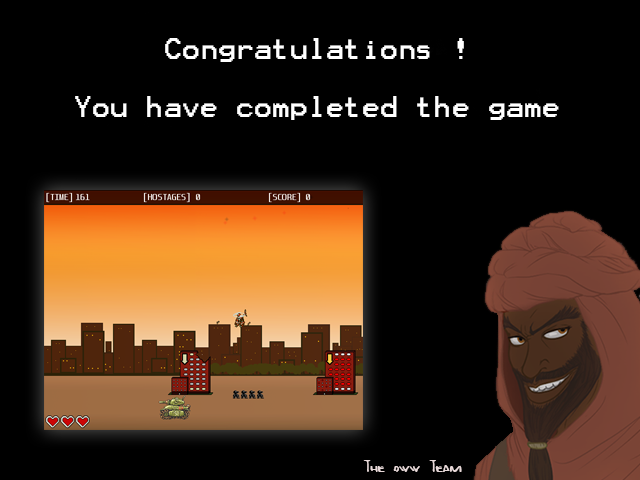 Congratulations !
You have completed the game
[TIME] 161 [HOSTAGES] 0 [SCORE] 0
The oww Team